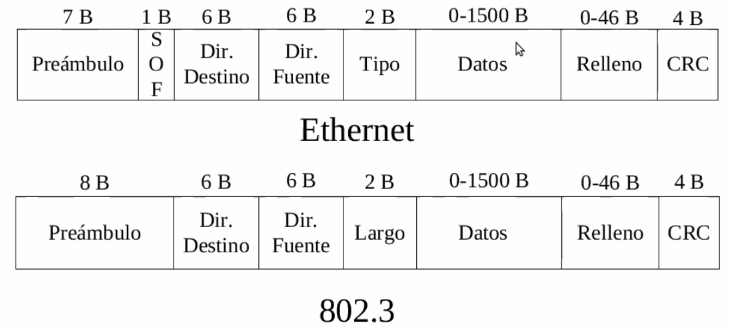 7 B 1 B 6 B 6 B 2 B 0-1500 B 0-46 B 4 B
Preámbulo SOF Dir. Destino Dir. Fuente Tipo Datos Relleno CRC
Ethernet
8 B 6 B 6 B 2 B 0-1500 B 0-46 B 4 B
Preámbulo Dir. Destino Dir. Fuente Largo Datos Relleno CRC
802.3